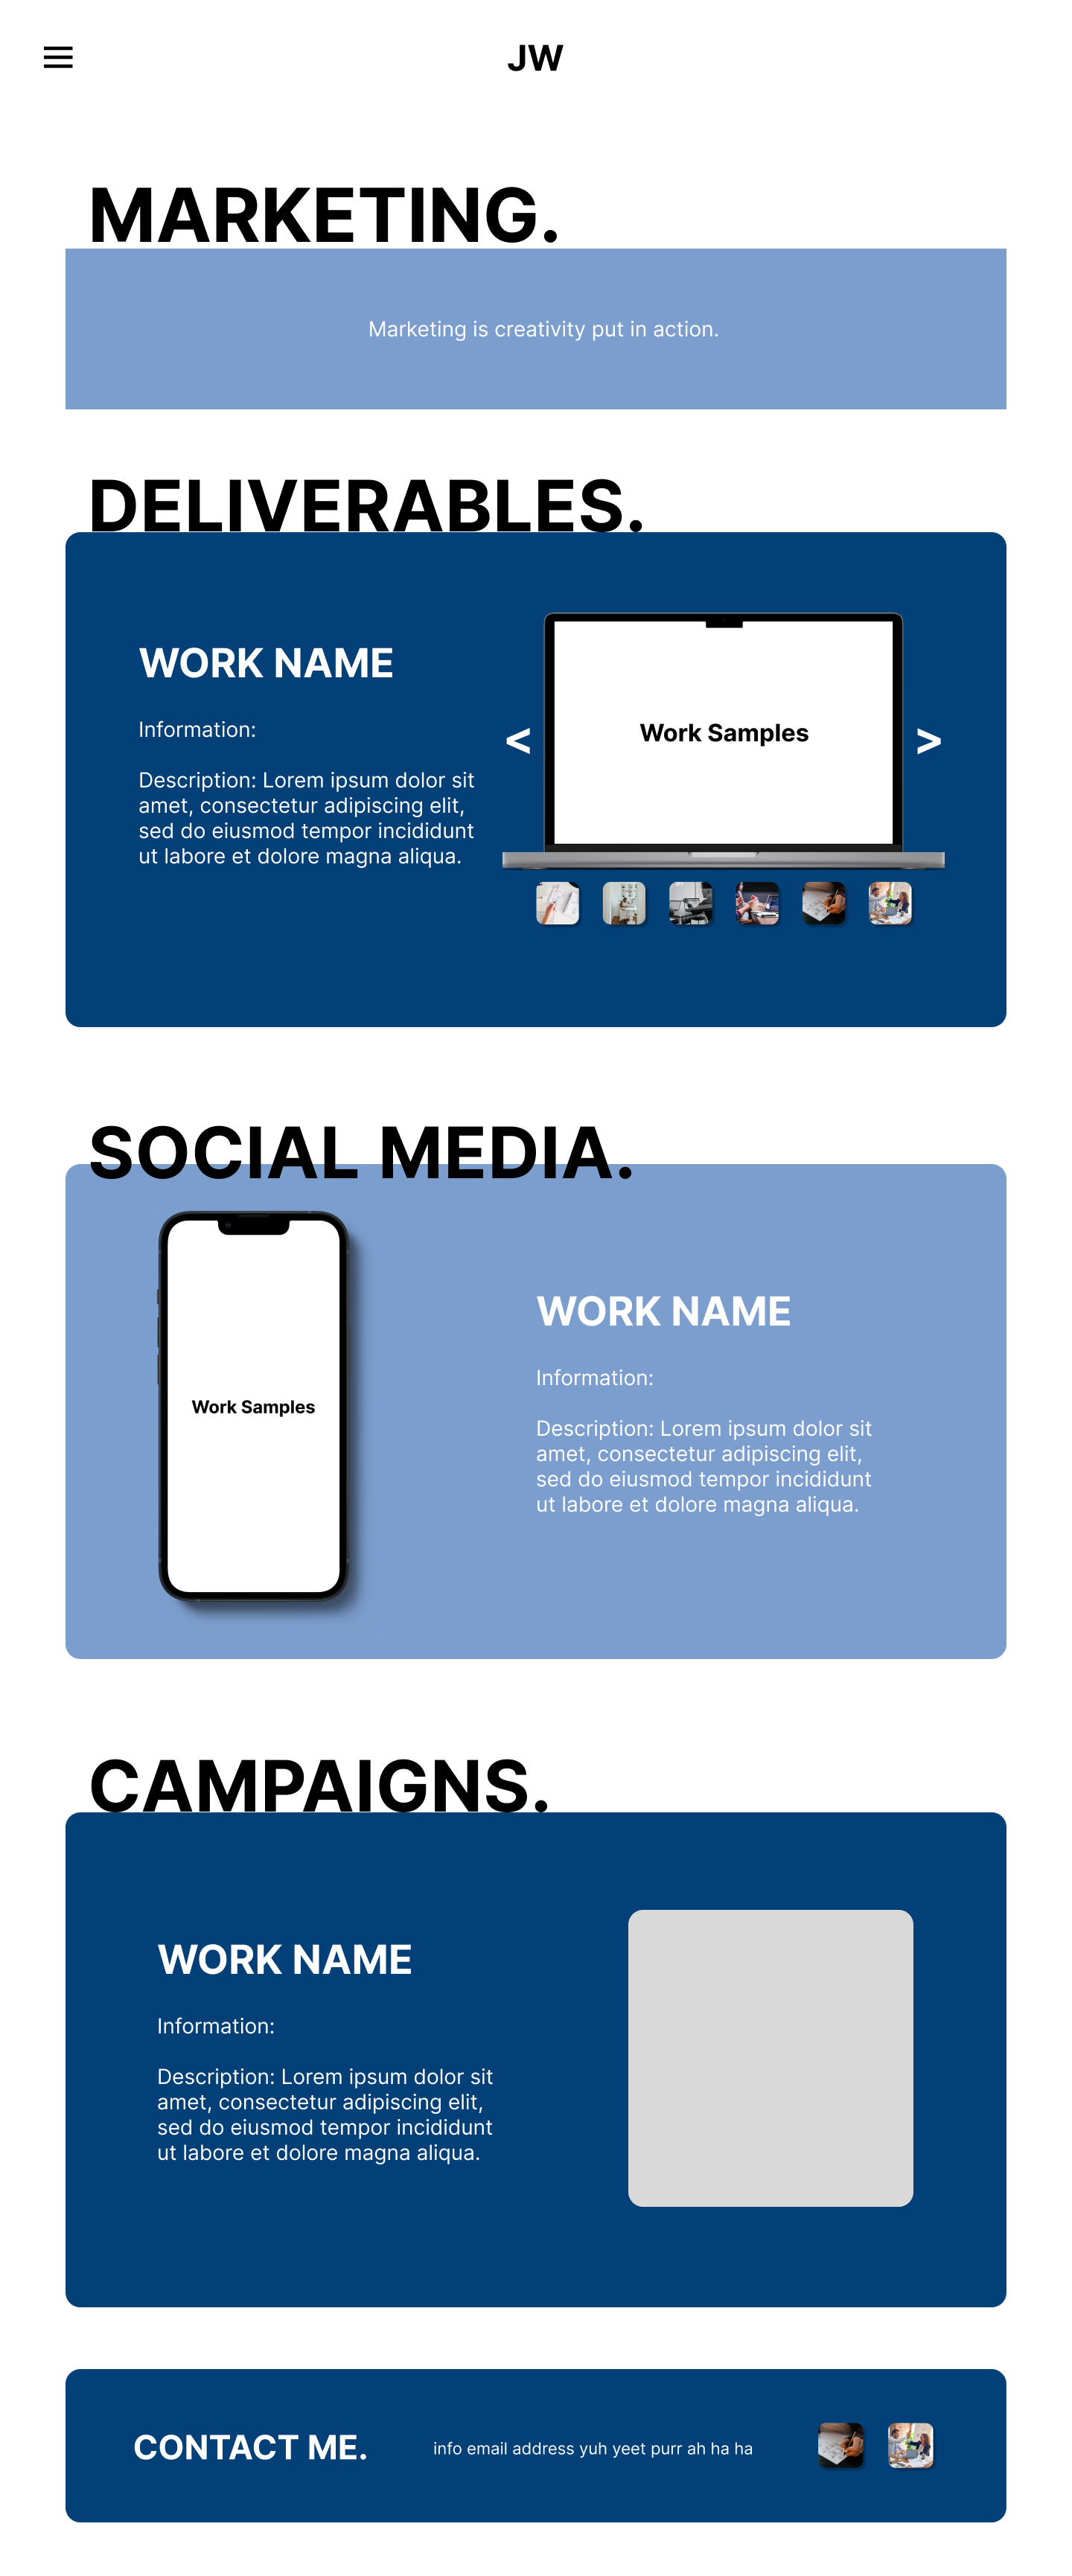 JW
MARKETING.
Marketing is creativity put in action.
DELIVERABLES.
WORK NAME
Information:
Description: Lorem ipsum dolor sit
amet, consectetur adipiscing elit,
sed do eiusmod tempor incididunt
ut labore et dolore magna aliqua.
<
Work Samples
>
SOCIAL MEDIA.
Work Samples
WORK NAME
Information:
Description: Lorem ipsum dolor sit
amet, consectetur adipiscing elit,
sed do eiusmod tempor incididunt
ut labore et dolore magna aliqua.
CAMPAIGNS.
WORK NAME
Information:
Description: Lorem ipsum dolor sit
amet, consectetur adipiscing elit,
sed do eiusmod tempor incididunt
ut labore et dolore magna aliqua.
CONTACT ME.
info email address yuh yeet purr ah ha ha